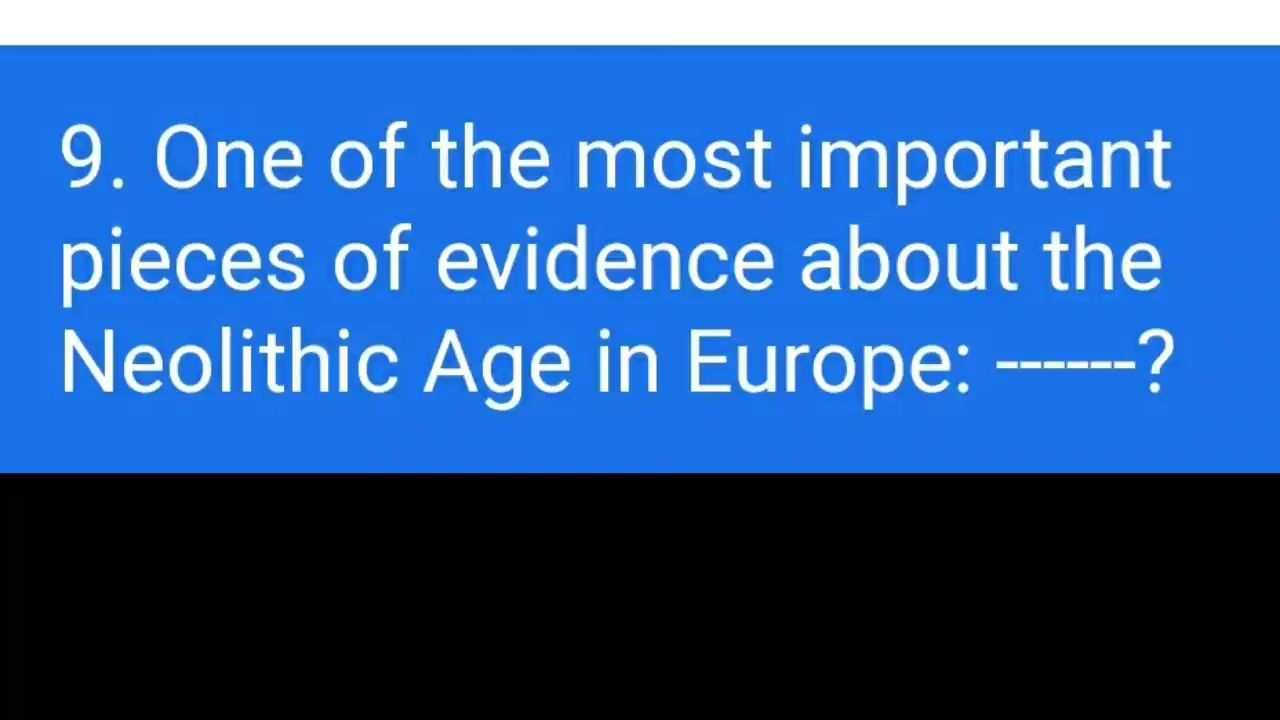 9. One of the most important
pieces of evidence about the
Neolithic Age in Europe: ------?